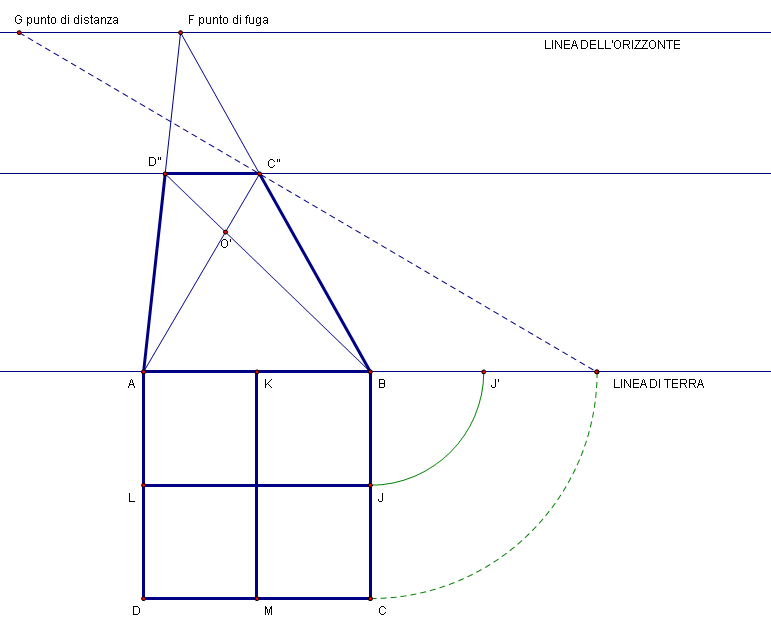 G punto di distanza
F punto di fuga
LINEA DELL'ORIZZONTE
D"
C"
O'
A
K
B
J'
LINEA DI TERRA
L
J
D
M
C